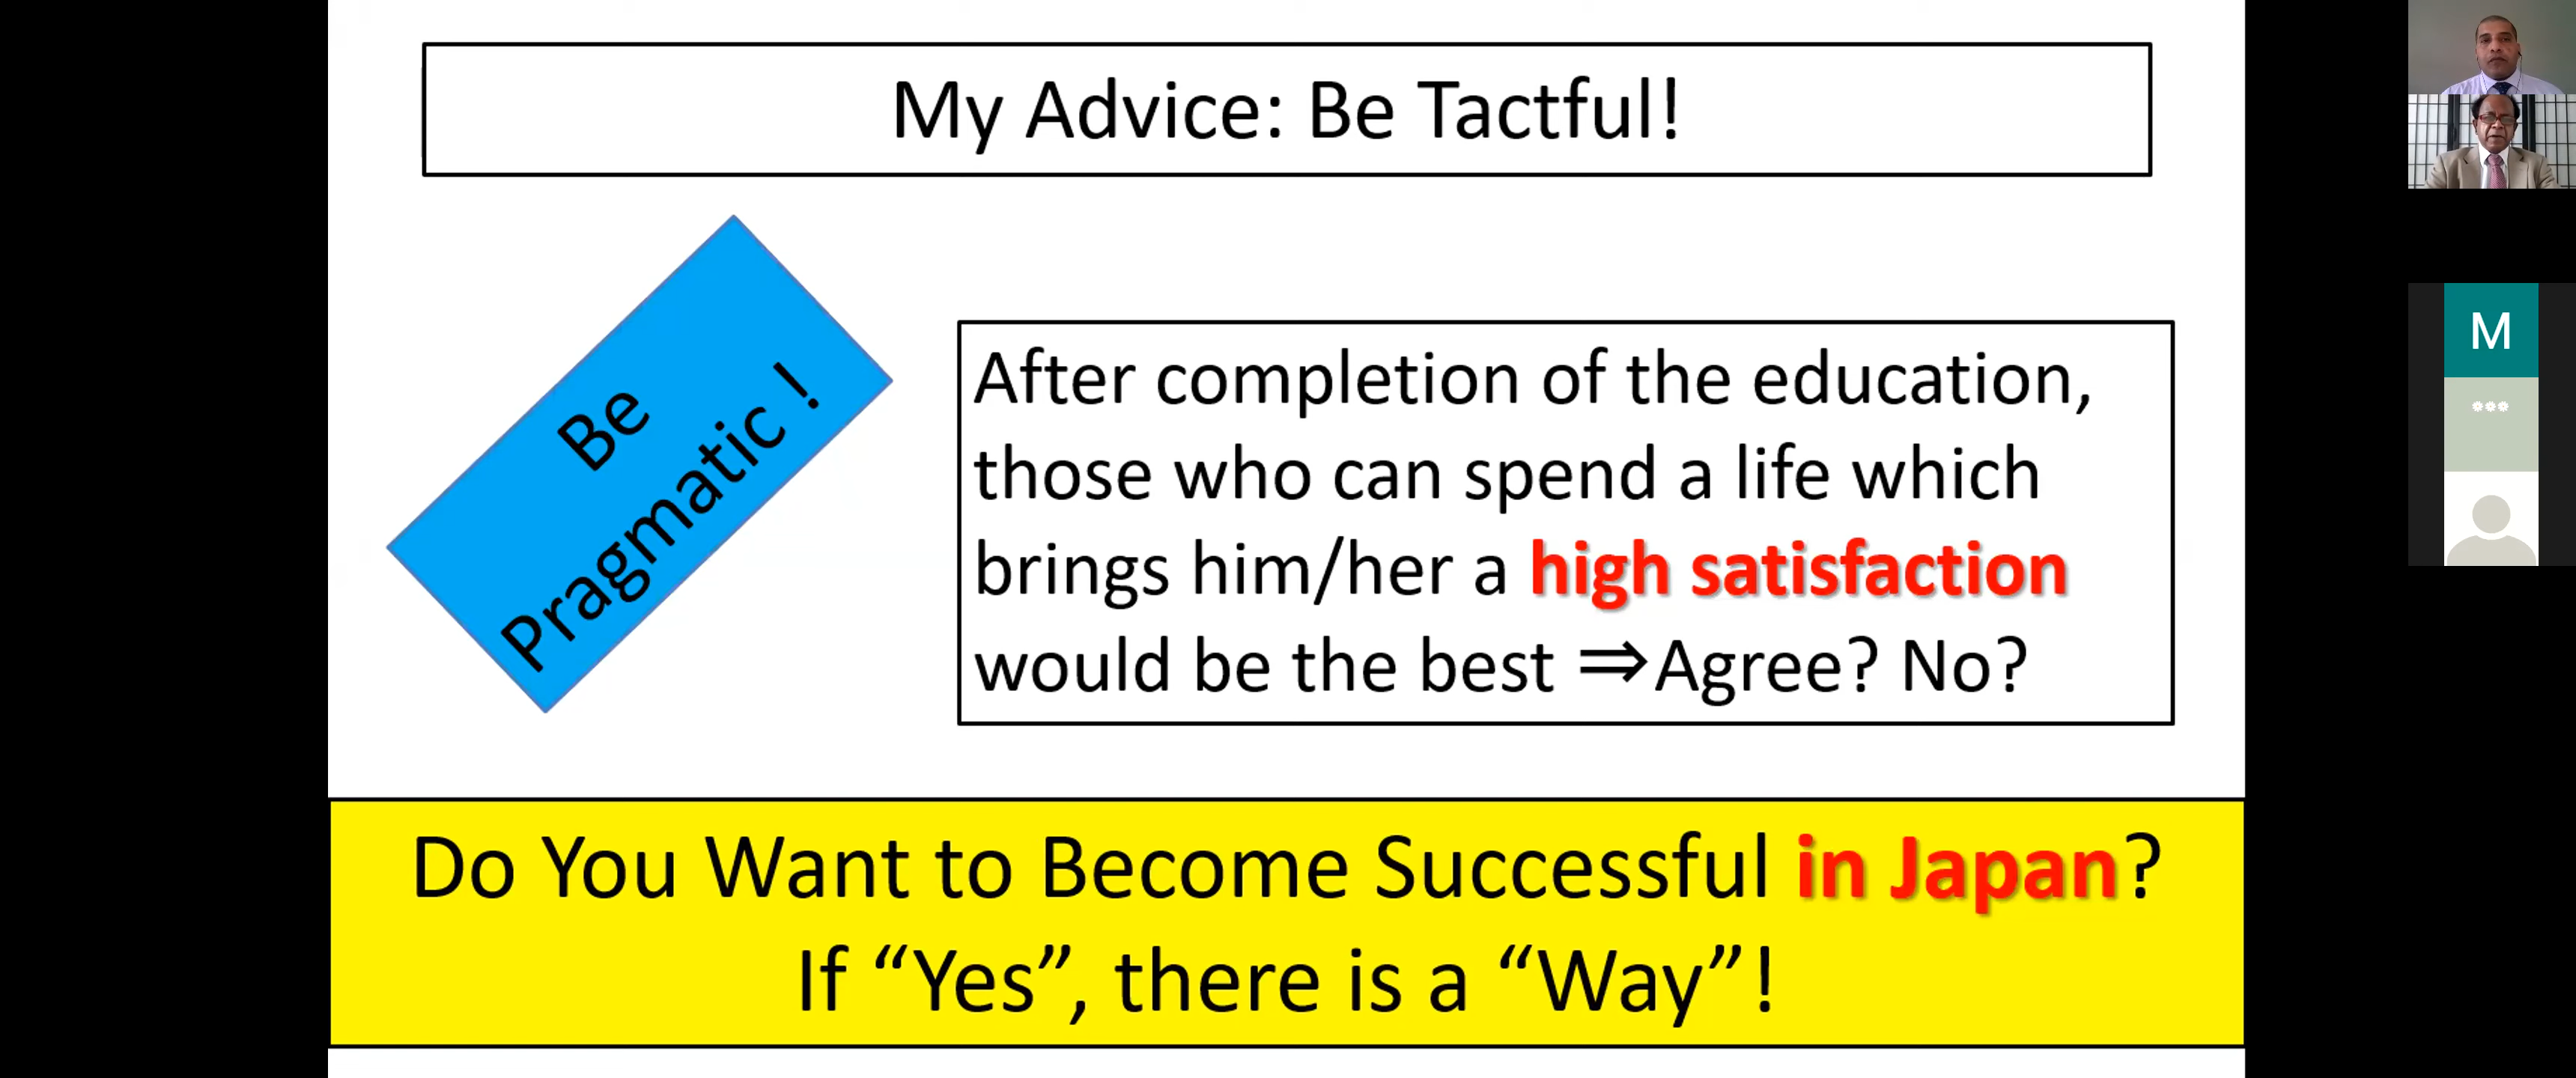 My Advice: Be Tactful!
Be
Pragmatic !
After completion of the education,
those who can spend a life which
brings him/her a high satisfaction
would be the best ⇒Agree? No?
Do You Want to Become Successful in Japan?
If “Yes”, there is a “Way”!
M
***